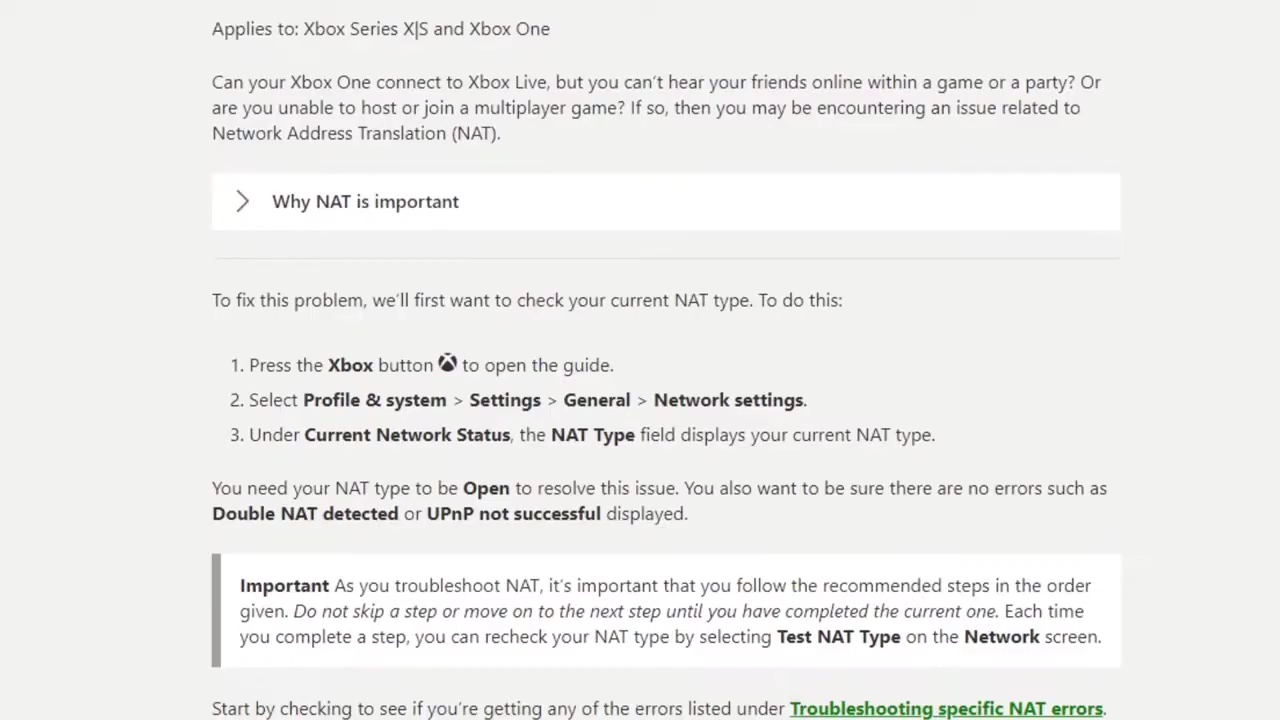 Applies to: Xbox Series X|S and Xbox One
Can your Xbox One connect to Xbox Live, but you can't hear your friends online within a game or a party? Or
are you unable to host or join a multiplayer game? If so, then you may be encountering an issue related to
Network Address Translation (NAT).
Why NAT is important
To fix this problem, we'll first want to check your current NAT type. To do this:
1. Press the Xbox button to open the guide.
2. Select Profile & system > Settings > General > Network settings.
3. Under Current Network Status, the NAT Type field displays your current NAT type.
You need your NAT type to be Open to resolve this issue. You also want to be sure there are no errors such as
Double NAT detected or UPnP not successful displayed.
Important As you troubleshoot NAT, it's important that you follow the recommended steps in the order
given. Do not skip a step or move on to the next step until you have completed the current one. Each time
you complete a step, you can recheck your NAT type by selecting Test NAT Type on the Network screen.
Start by checking to see if you're getting any of the errors listed under Troubleshooting specific NAT errors.